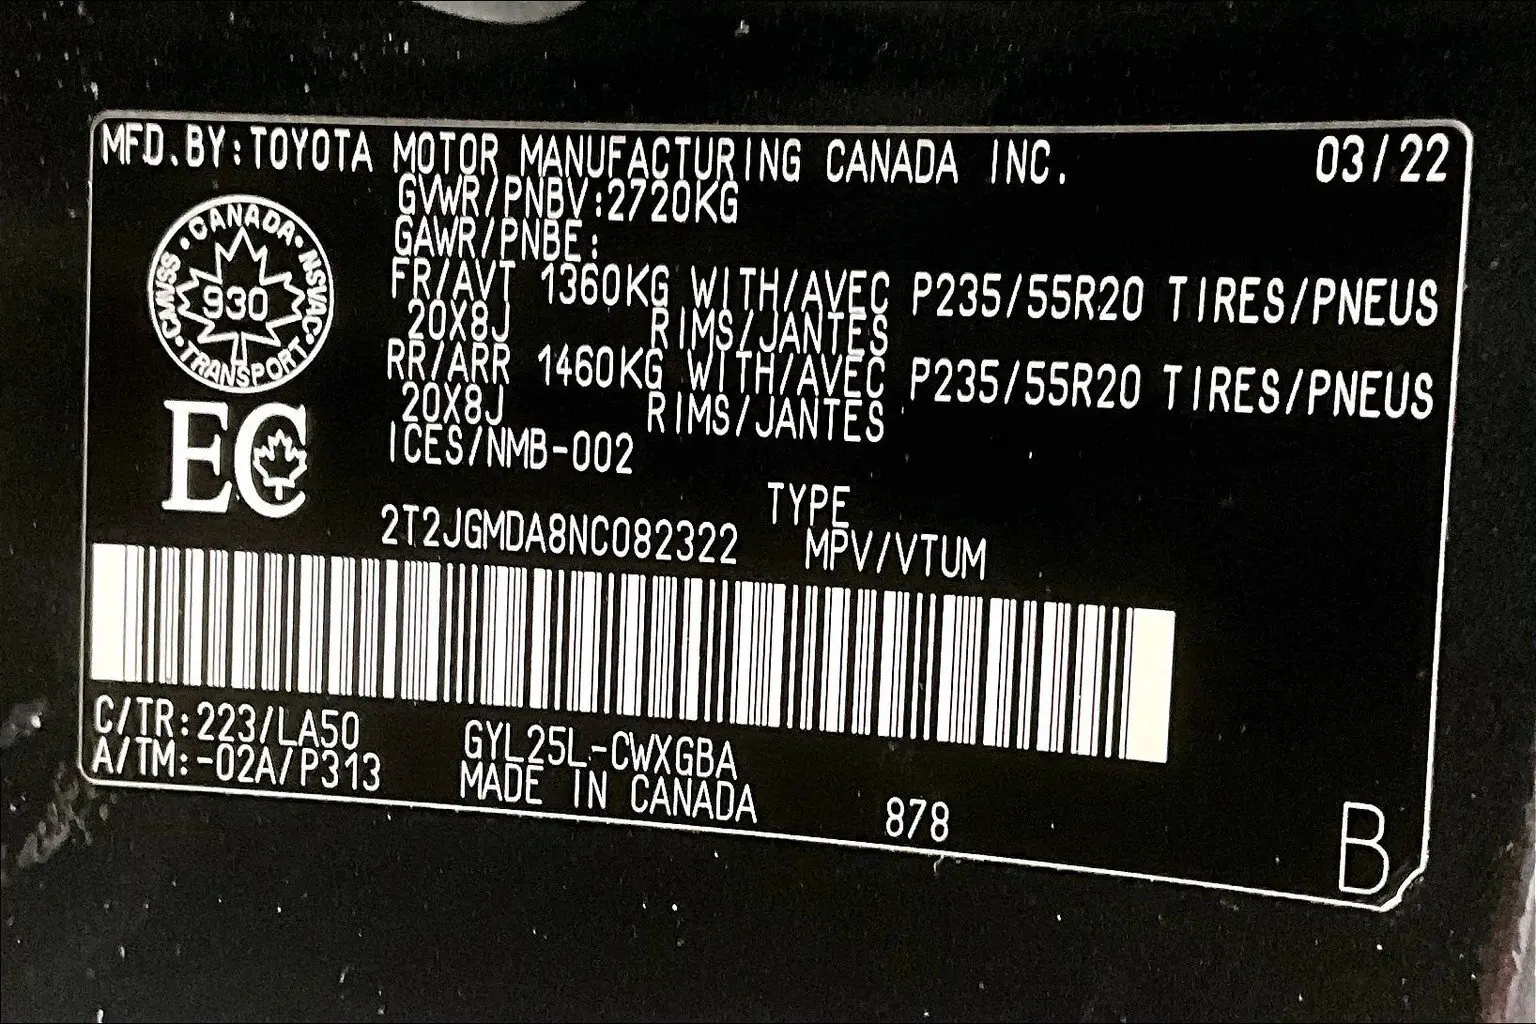 MFD.BY:TOYOTA MOTOR MANUFACTURING CANADA INC. 03/22
GVWR/PNBV:2720KG
GAWR/PNBE:
FR/AVT 1360KG WITH/AVEC P235/55R20 TIRES/PNEUS
20X8J RIMS/JANTES
RR/ARR 1460KG WITH/AVEC P235/55R20 TIRES/PNEUS
20X8J RIMS/JANTES
ICES/NMB-002
CANADA · NSVAC · TRANSPORT · CMVSS ·
930
EC
TYPE
2T2JGMDA8NC082322 MPV/VTUM
C/TR:223/LA50 GYL25L-CWXGBA
A/TM:-02A/P313 MADE IN CANADA 878
B